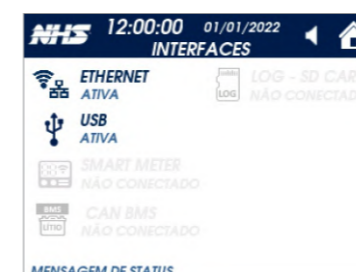 NHS 12:00:00 01/01/2022
INTERFACES
ETHERNET
ATIVA
LOG - SD CAR
LOG
NÃO CONECTAD
USB
ATIVA
SMART METER
NÃO CONECTADO
BMS
LÍTIO
CAN BMS
NÃO CONECTADO
MENSAGEM DE STATUS